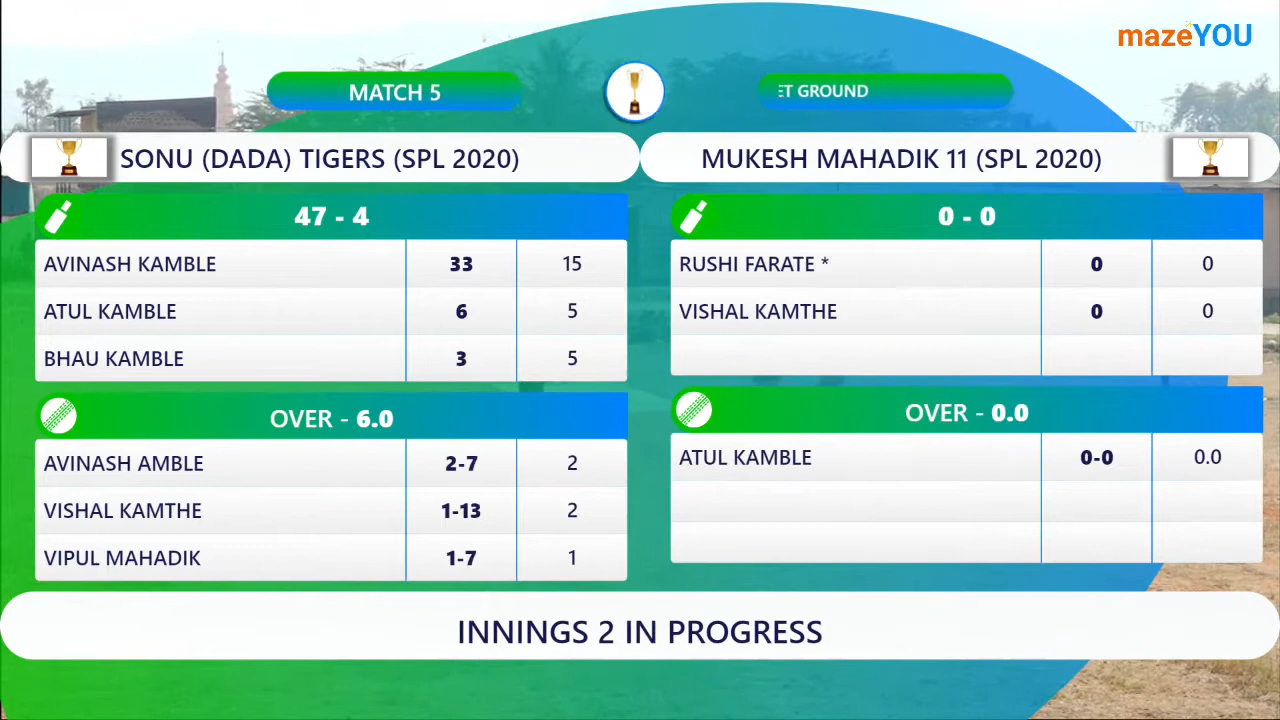 mazeYOU
MATCH 5
ET GROUND
SONU (DADA) TIGERS (SPL 2020)
MUKESH MAHADIK 11 (SPL 2020)
47 - 4
AVINASH KAMBLE 33 15
ATUL KAMBLE 6 5
BHAU KAMBLE 3 5
OVER - 6.0
AVINASH AMBLE 2-7 2
VISHAL KAMTHE 1-13 2
VIPUL MAHADIK 1-7 1
0 - 0
RUSHI FARATE * 0 0
VISHAL KAMTHE 0 0
OVER - 0.0
ATUL KAMBLE 0-0 0.0
INNINGS 2 IN PROGRESS